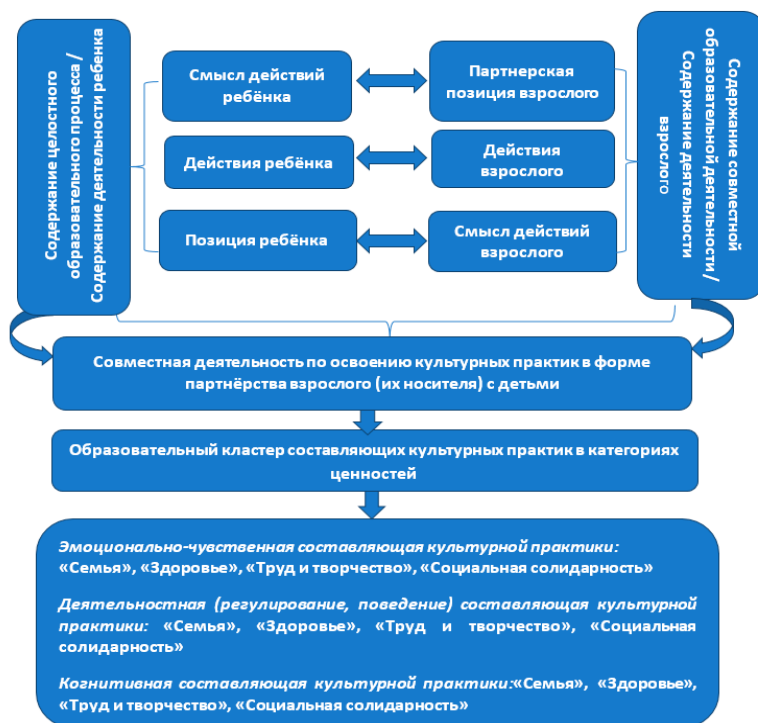 Содержание целостного
образовательного процесса /
Содержание деятельности ребенка
Смысл действий
ребёнка
Партнерская
позиция взрослого
Действия ребёнка
Действия
взрослого
Позиция ребёнка
Смысл действий
взрослого
Содержание совместной
образовательной деятельности /
Содержание деятельности
взрослого
Совместная деятельность по освоению культурных практик в форме
партнёрства взрослого (их носителя) с детьми
Образовательный кластер составляющих культурных практик в категориях
ценностей
Эмоционально-чувственная составляющая культурной практики:
«Семья», «Здоровье», «Труд и творчество», «Социальная солидарность»
Деятельностная (регулирование, поведение) составляющая культурной
практики: «Семья», «Здоровье», «Труд и творчество», «Социальная
солидарность»
Когнитивная составляющая культурной практики:«Семья», «Здоровье»,
«Труд и творчество», «Социальная солидарность»